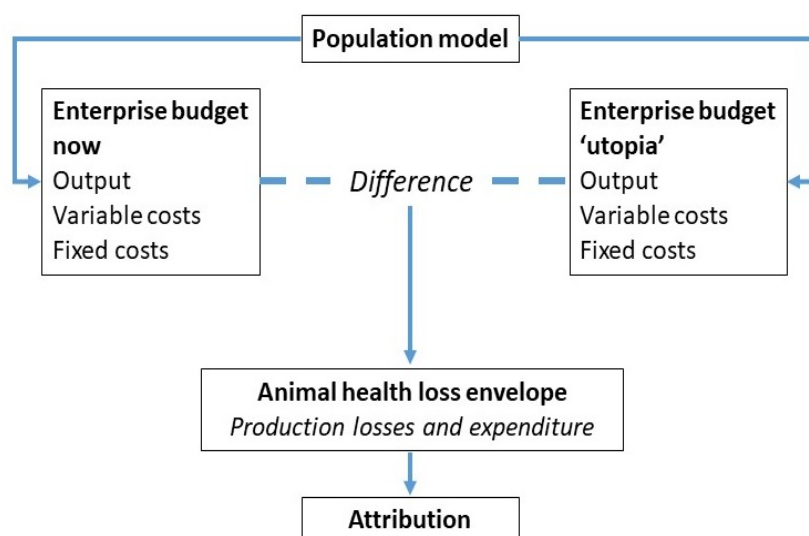 Population model
Enterprise budget
now
Output
Variable costs
Fixed costs
Difference
Enterprise budget
‘utopia’
Output
Variable costs
Fixed costs
Animal health loss envelope
Production losses and expenditure
Attribution